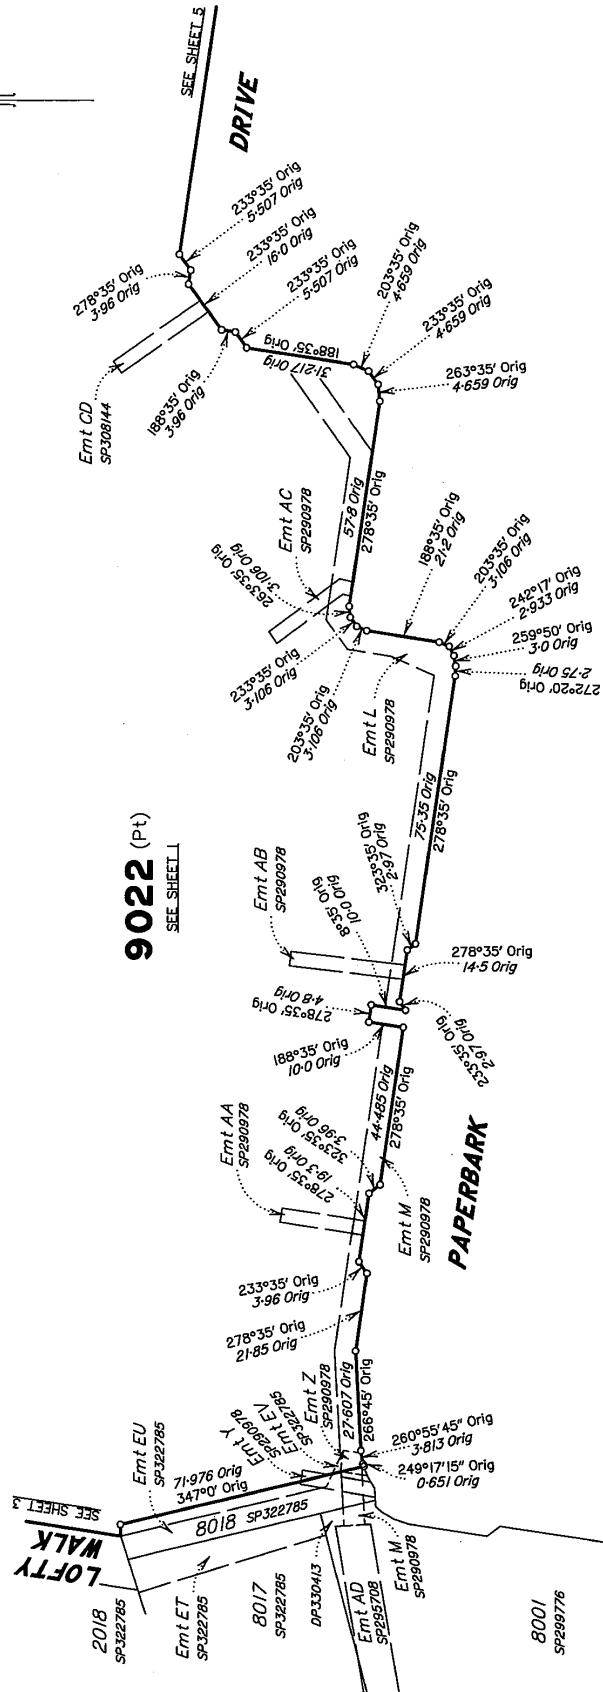 SEE SHEET 5
DRIVE
233°35' Orig
5·507 Orig
233°35' Orig
16·0 Orig
278°35' Orig
3·96 Orig
233°35' Orig
5·507 Orig
Emt CD
SP308144
188°35' Orig
3·96 Orig
188°35' Orig
31·217 Orig
203°35' Orig
4·659 Orig
233°35' Orig
4·659 Orig
263°35' Orig
4·659 Orig
57·8 Orig
278°35' Orig
Emt AC
SP290978
263°35' Orig
3·106 Orig
233°35' Orig
3·106 Orig
203°35' Orig
3·106 Orig
188°35' Orig
21·2 Orig
203°35' Orig
3·106 Orig
242°17' Orig
2·933 Orig
259°50' Orig
3·0 Orig
272°20' Orig
2·75 Orig
Emt L
SP290978
75·35 Orig
278°35' Orig
9022 (Pt)
SEE SHEET 1
Emt AB
SP290978
323°35' Orig
2·97 Orig
8°35' Orig
10·0 Orig
278°35' Orig
14·5 Orig
278°35' Orig
4·8 Orig
233°35' Orig
2·97 Orig
188°35' Orig
10·0 Orig
44·485 Orig
278°35' Orig
PAPERBARK
Emt AA
SP290978
323°35' Orig
3·96 Orig
278°35' Orig
19·3 Orig
Emt M
SP290978
233°35' Orig
3·96 Orig
278°35' Orig
21·85 Orig
27·607 Orig
266°45' Orig
Emt Z
SP290978
Emt EV
SP322785
Emt Y
SP290978
260°55'45" Orig
3·813 Orig
249°17'15" Orig
0·651 Orig
Emt EU
SP322785
71·976 Orig
347°0' Orig
SEE SHEET 3
LOFTY
WALK
8018 SP322785
2018
SP322785
Emt ET
SP322785
8017
SP322785
DP330413
Emt AD
SP295708
Emt M
SP290978
8001
SP299776